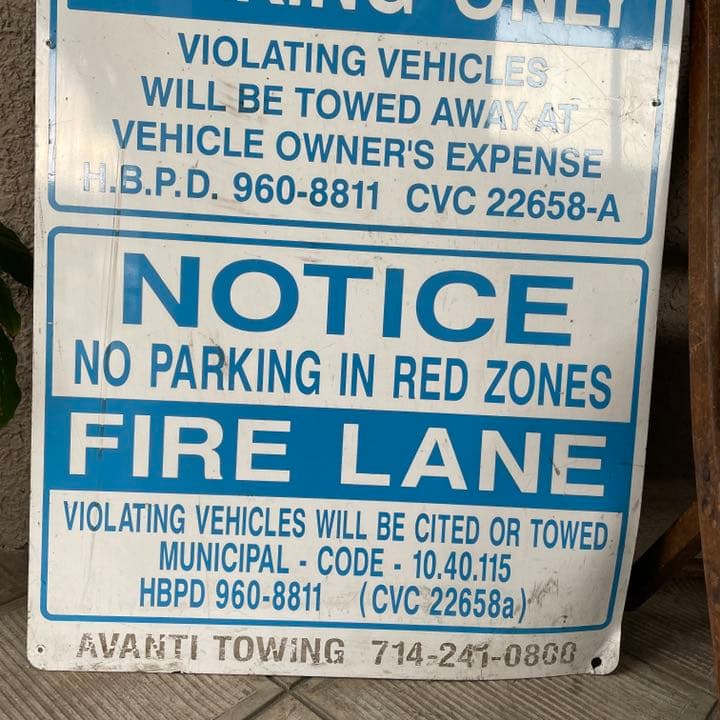 PARKING ONLY
VIOLATING VEHICLES
WILL BE TOWED AWAY AT
VEHICLE OWNER'S EXPENSE
H.B.P.D. 960-8811 CVC 22658-A
NOTICE
NO PARKING IN RED ZONES
FIRE LANE
VIOLATING VEHICLES WILL BE CITED OR TOWED
MUNICIPAL - CODE - 10.40.115
HBPD 960-8811 (CVC 22658a)
AVANTI TOWING 714-241-0800